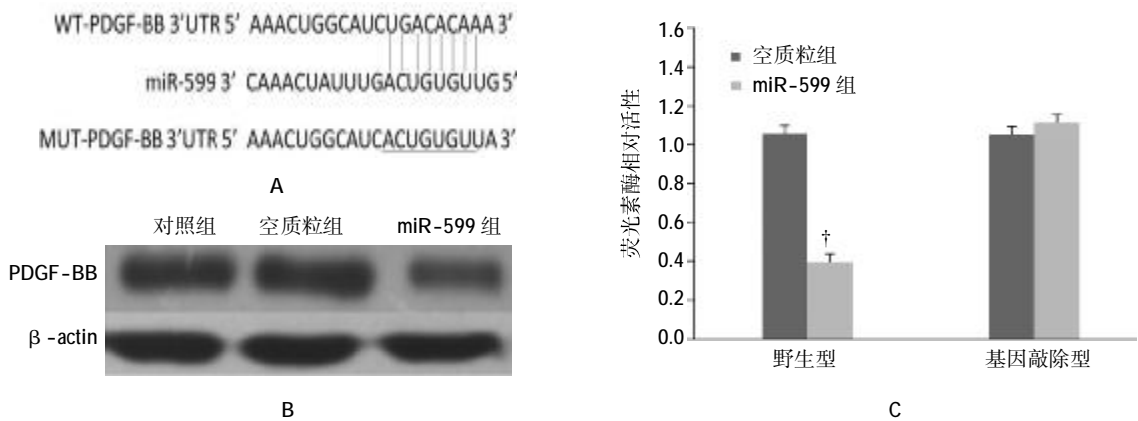 WT-PDGF-BB 3'UTR 5' AAACUGGCAUCUGACACAAA 3'
miR-599 3' CAAACUAUUUGACUGUGUUG 5'
MUT-PDGF-BB 3'UTR 5' AAACUGGCAUCACUGUGUUA 3'
A
对照组 空质粒组 miR-599 组
PDGF-BB
β-actin
B
空质粒组
miR-599 组
荧光素酶相对活性
1.6
1.4
1.2
1.0
0.8
0.6
0.4
0.2
0.0
†
野生型 基因敲除型
C